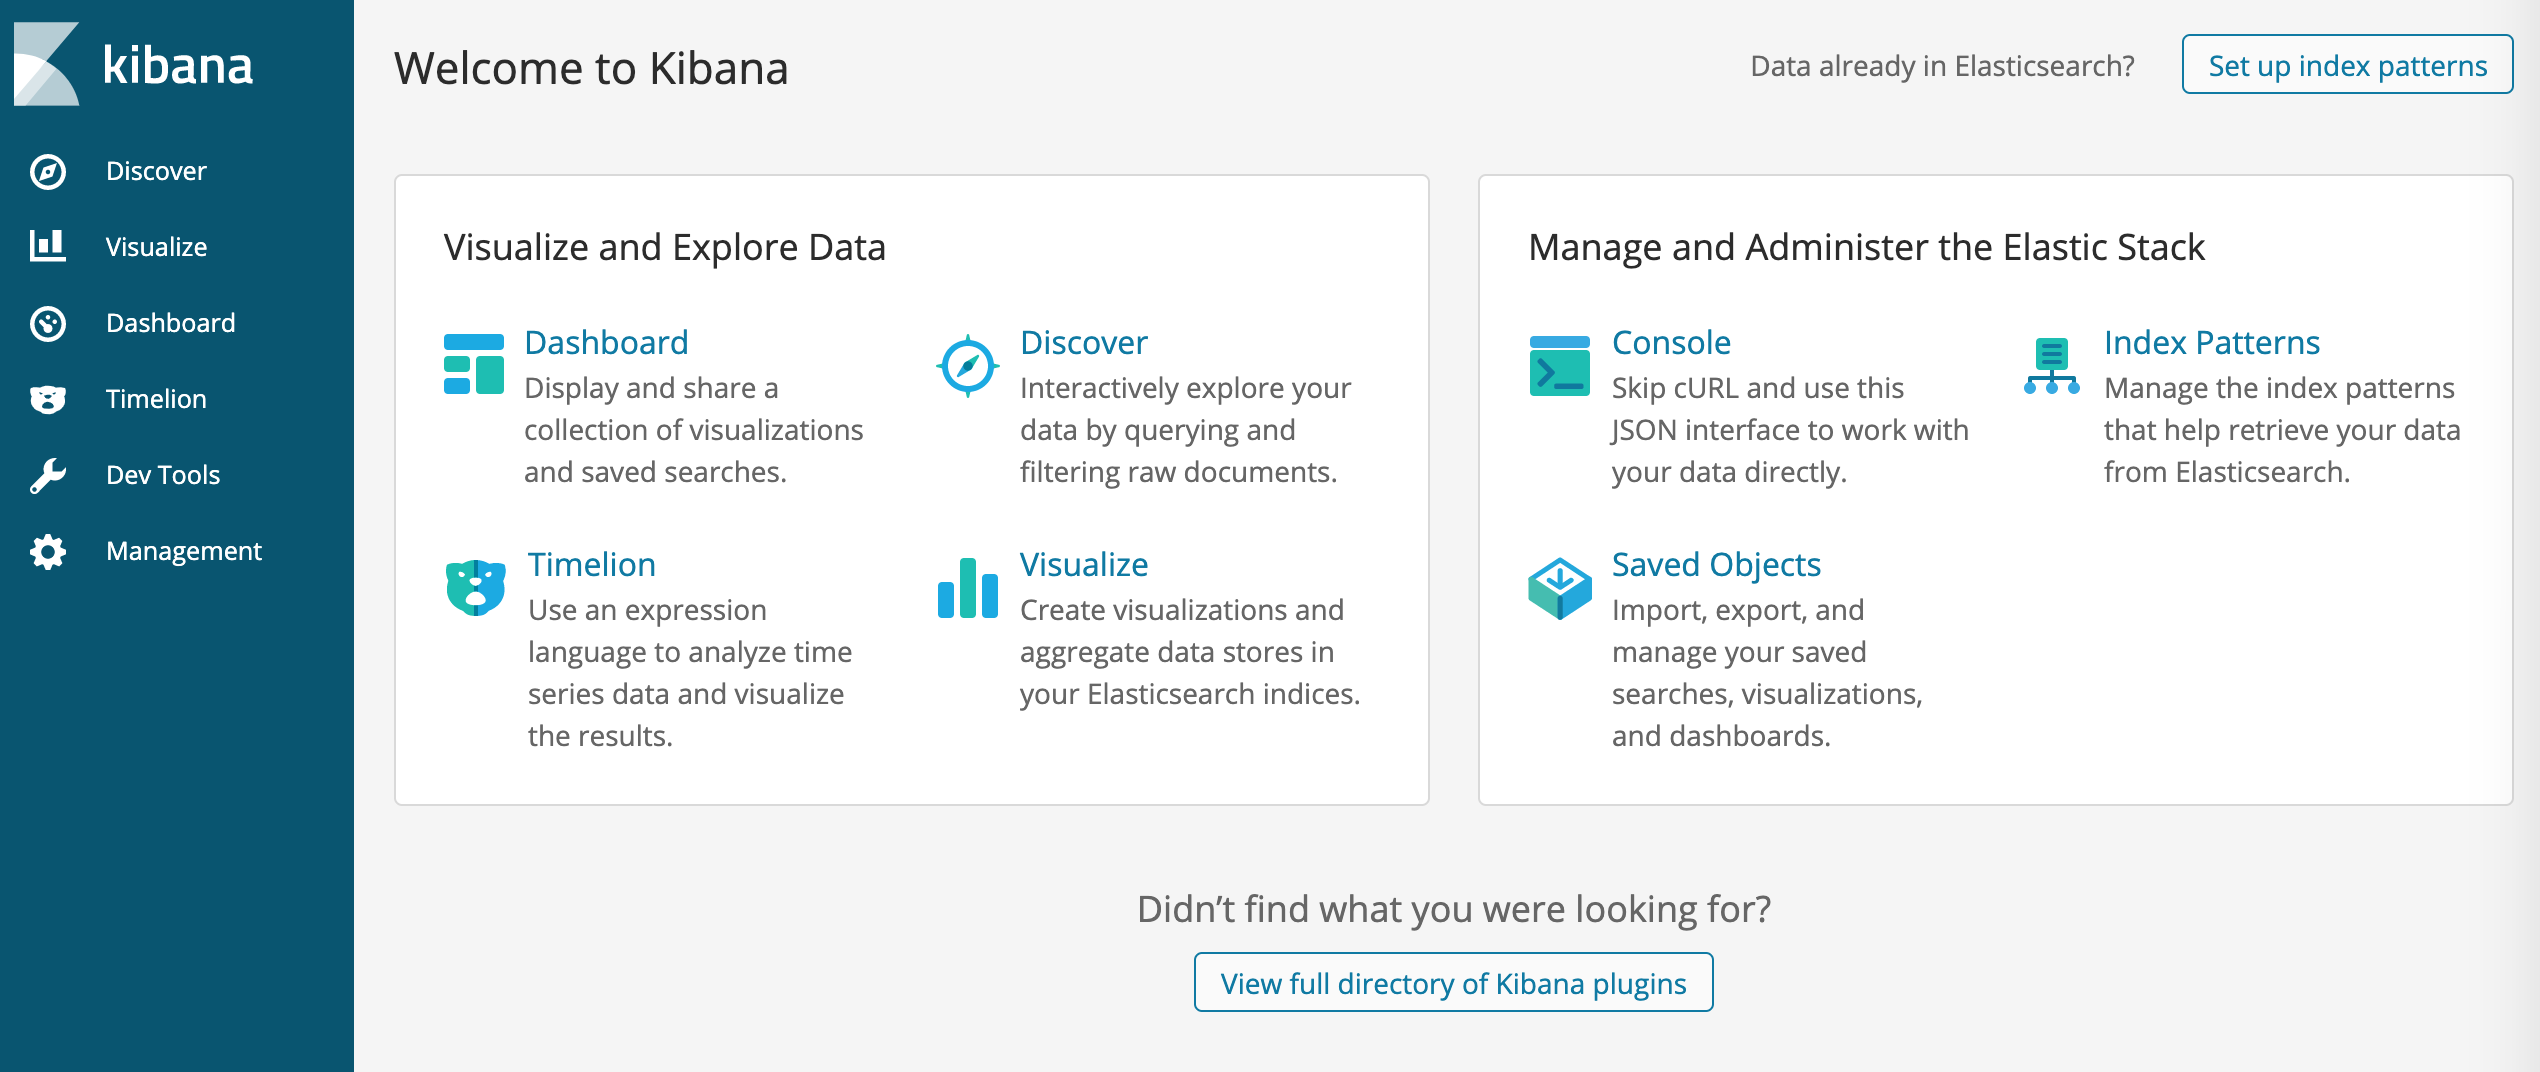 kibana
Discover
Visualize
Dashboard
Timelion
Dev Tools
Management
Welcome to Kibana
Data already in Elasticsearch?
Set up index patterns
Visualize and Explore Data
Dashboard
Display and share a
collection of visualizations
and saved searches.
Discover
Interactively explore your
data by querying and
filtering raw documents.
Timelion
Use an expression
language to analyze time
series data and visualize
the results.
Visualize
Create visualizations and
aggregate data stores in
your Elasticsearch indices.
Manage and Administer the Elastic Stack
Console
Skip cURL and use this
JSON interface to work with
your data directly.
Index Patterns
Manage the index patterns
that help retrieve your data
from Elasticsearch.
Saved Objects
Import, export, and
manage your saved
searches, visualizations,
and dashboards.
Didn’t find what you were looking for?
View full directory of Kibana plugins